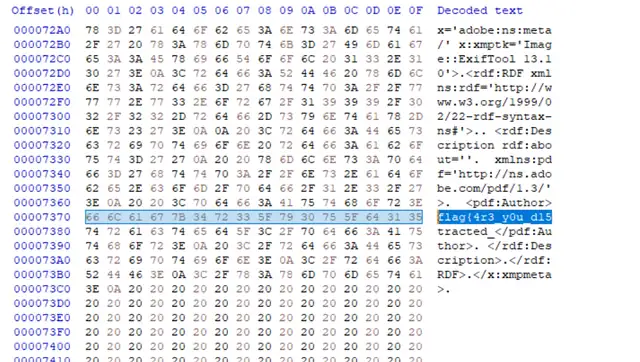 Offset(h) 00 01 02 03 04 05 06 07 08 09 0A 0B 0C 0D 0E 0F Decoded text
000072A0 78 3D 27 61 64 6F 62 65 3A 6E 73 3A 6D 65 74 61 x='adobe:ns:meta
000072B0 2F 27 20 78 3A 78 6D 70 74 6B 3D 27 49 6D 61 67 /' x:xmptk='Imag
000072C0 65 3A 3A 45 78 69 66 54 6F 6F 6C 20 31 33 2E 31 e::ExifTool 13.1
000072D0 30 27 3E 0A 3C 72 64 66 3A 52 44 46 20 78 6D 6C 0'>.<rdf:RDF xml
000072E0 6E 73 3A 72 64 66 3D 27 68 74 74 70 3A 2F 2F 77 ns:rdf='http://w
000072F0 77 77 2E 77 33 2E 6F 72 67 2F 31 39 39 39 2F 30 ww.w3.org/1999/0
00007300 32 2F 32 32 2D 72 64 66 2D 73 79 6E 74 61 78 2D 2/22-rdf-syntax-
00007310 6E 73 23 27 3E 0A 0A 20 3C 72 64 66 3A 44 65 73 ns#'>.. <rdf:Des
00007320 63 72 69 70 74 69 6F 6E 20 72 64 66 3A 61 62 6F cription rdf:abo
00007330 75 74 3D 27 27 0A 20 20 78 6D 6C 6E 73 3A 70 64 ut=''.  xmlns:pd
00007340 66 3D 27 68 74 74 70 3A 2F 2F 6E 73 2E 61 64 6F f='http://ns.ado
00007350 62 65 2E 63 6F 6D 2F 70 64 66 2F 31 2E 33 2F 27 be.com/pdf/1.3/'
00007360 3E 0A 20 20 3C 70 64 66 3A 41 75 74 68 6F 72 3E >.  <pdf:Author>
00007370 66 6C 61 67 7B 34 72 33 5F 79 30 75 5F 64 31 35 flag{4r3_y0u_d15
00007380 74 72 61 63 74 65 64 5F 3C 2F 70 64 66 3A 41 75 tracted_</pdf:Au
00007390 74 68 6F 72 3E 0A 20 3C 2F 72 64 66 3A 44 65 73 thor>. </rdf:Des
000073A0 63 72 69 70 74 69 6F 6E 3E 0A 3C 2F 72 64 66 3A cription>.</rdf:
000073B0 52 44 46 3E 0A 3C 2F 78 3A 78 6D 70 6D 65 74 61 RDF>.</x:xmpmeta
000073C0 3E 0A 20 20 20 20 20 20 20 20 20 20 20 20 20 20 >.
000073D0 20 20 20 20 20 20 20 20 20 20 20 20 20 20 20 20
000073E0 20 20 20 20 20 20 20 20 20 20 20 20 20 20 20 20
000073F0 20 20 20 20 20 20 20 20 20 20 20 20 20 20 20 20
00007400 20 20 20 20 20 20 20 20 20 20 20 20 20 20 20 20
00007410 20 20 20 20 20 20 20 20 20 20 20 20 20 20 20 20